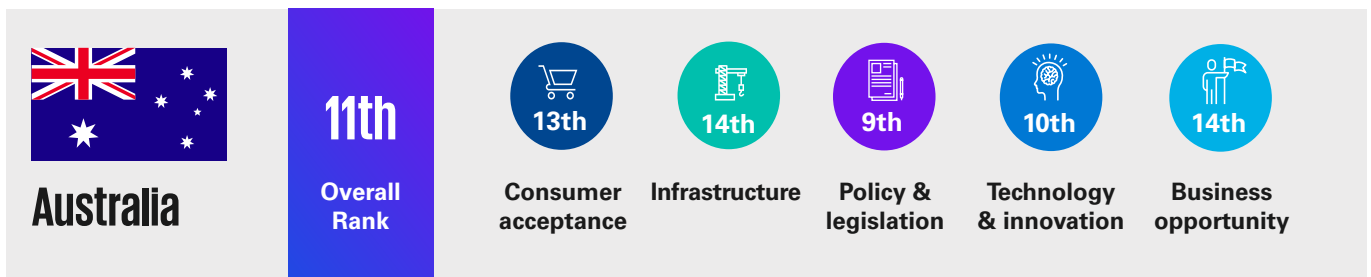 Australia
11th
Overall
Rank
13th
Consumer
acceptance
14th
Infrastructure
9th
Policy &
legislation
10th
Technology
& innovation
14th
Business
opportunity